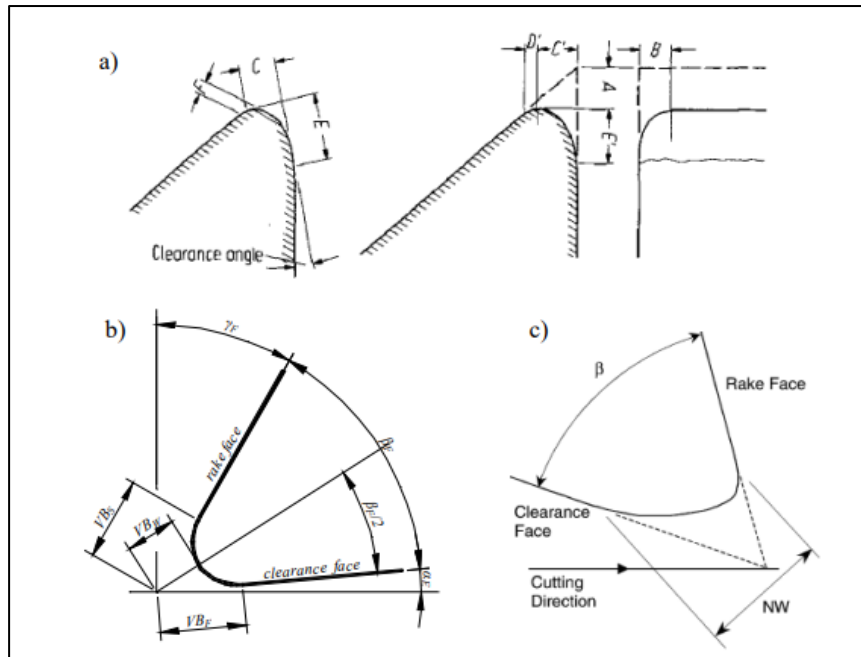 a)
C
r
E
D'
C'
A
E'
B
Clearance angle
b)
γF
rake face
βF
βF/2
VBS
VBW
clearance face
αF
VBF
c)
β
Rake Face
Clearance
Face
Cutting
Direction
NW